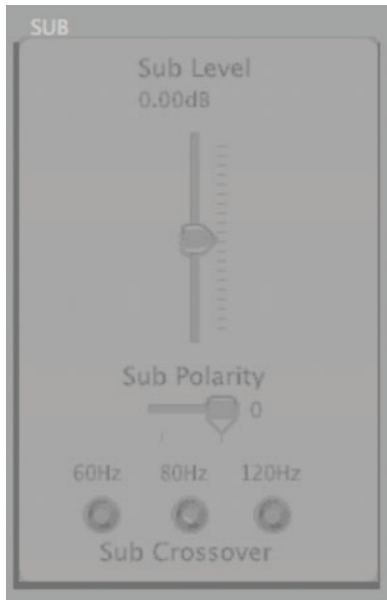 SUB
Sub Level
0.00dB
Sub Polarity
0
60Hz 80Hz 120Hz
Sub Crossover